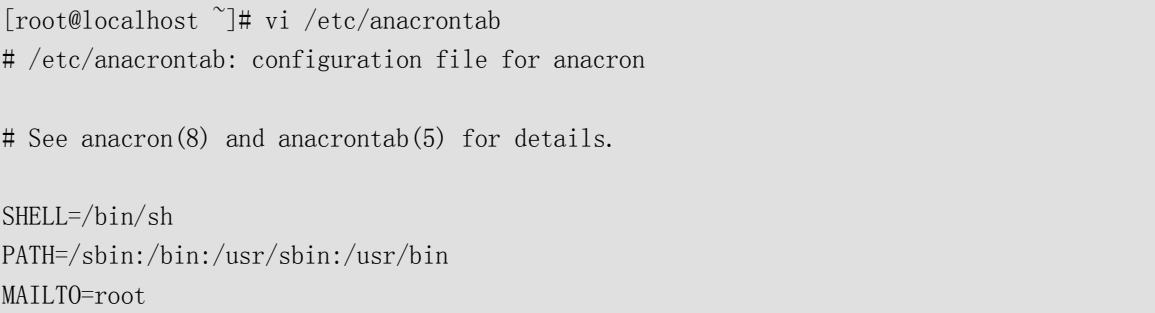 [root@localhost ~]# vi /etc/anacrontab
# /etc/anacrontab: configuration file for anacron
# See anacron(8) and anacrontab(5) for details.
SHELL=/bin/sh
PATH=/sbin:/bin:/usr/sbin:/usr/bin
MAILTO=root